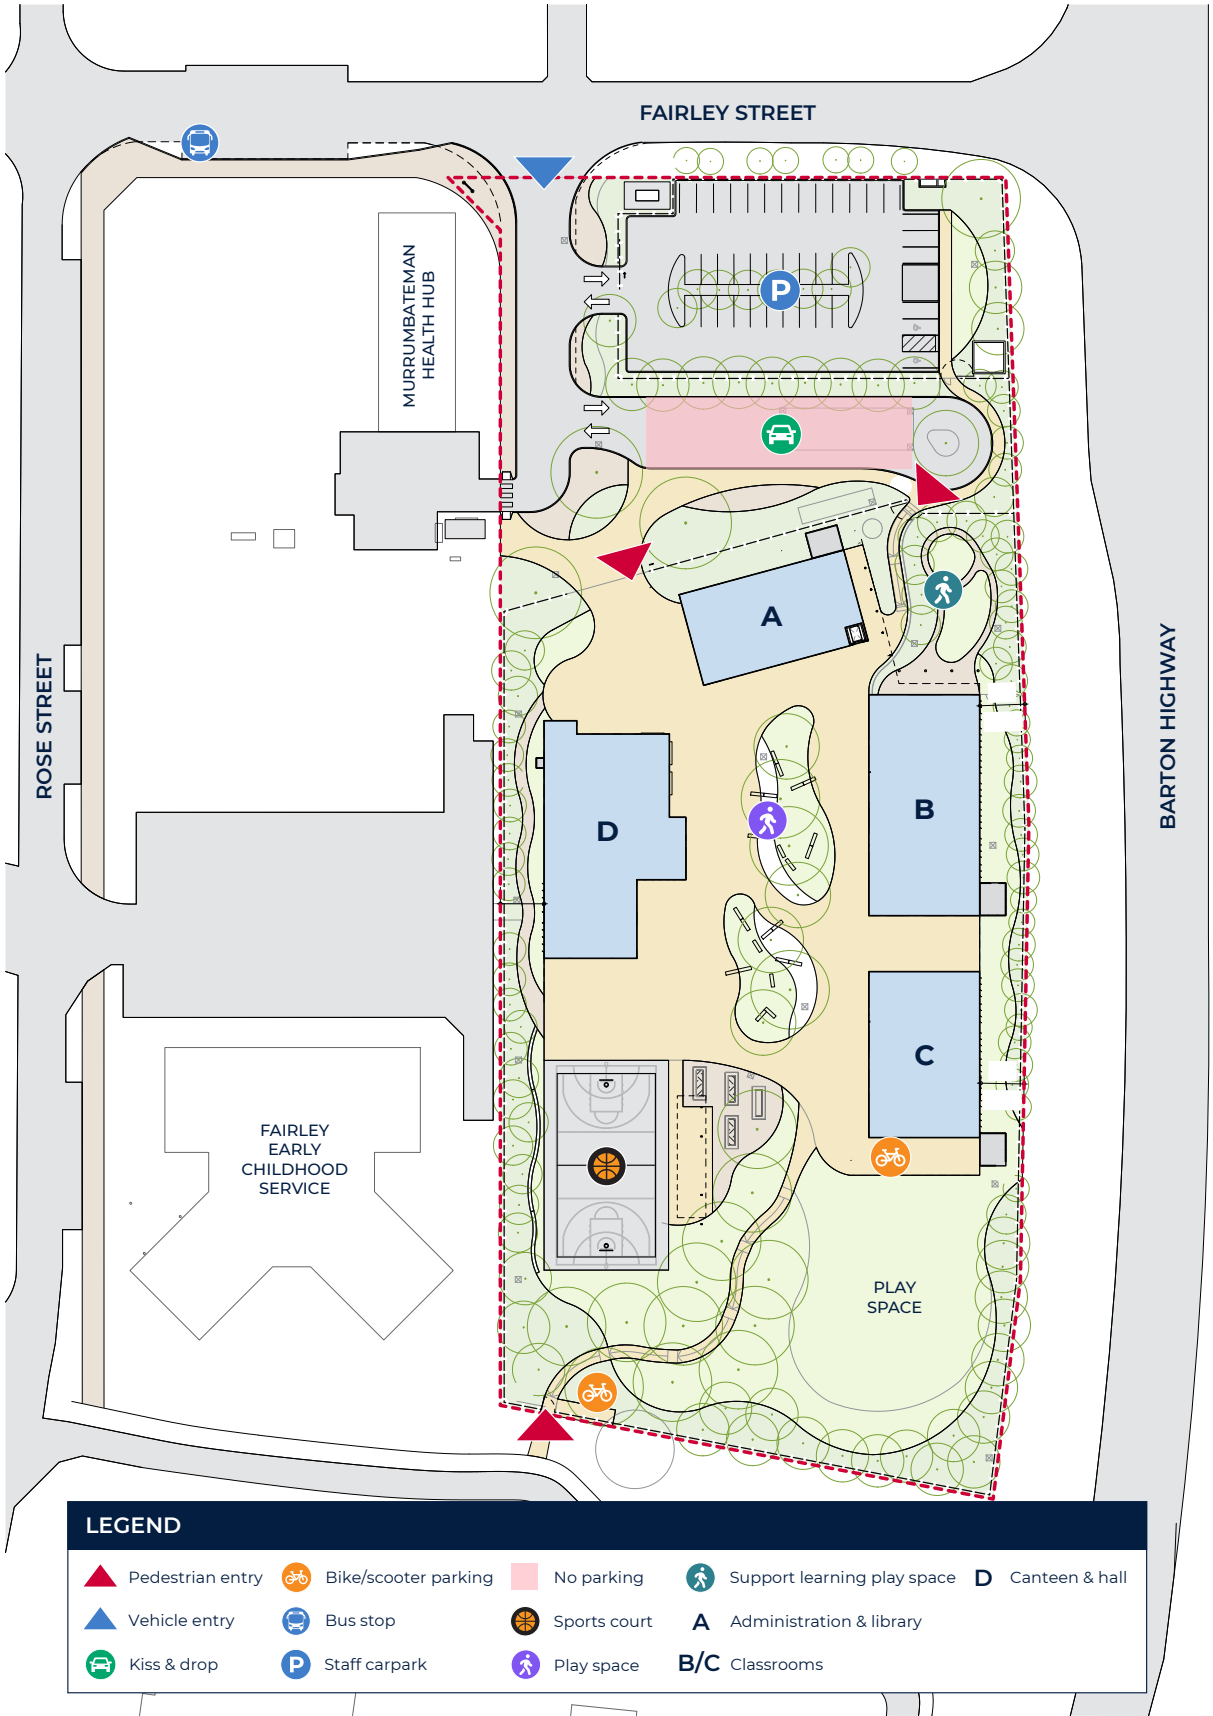 FAIRLEY STREET
MURRUMBATEMAN
HEALTH HUB
P
A
ROSE STREET
BARTON HIGHWAY
B
D
C
FAIRLEY
EARLY
CHILDHOOD
SERVICE
PLAY
SPACE
LEGEND
Pedestrian entry
Bike/scooter parking
No parking
Support learning play space
D Canteen & hall
Vehicle entry
Bus stop
Sports court
A Administration & library
Kiss & drop
P Staff carpark
Play space
B/C Classrooms